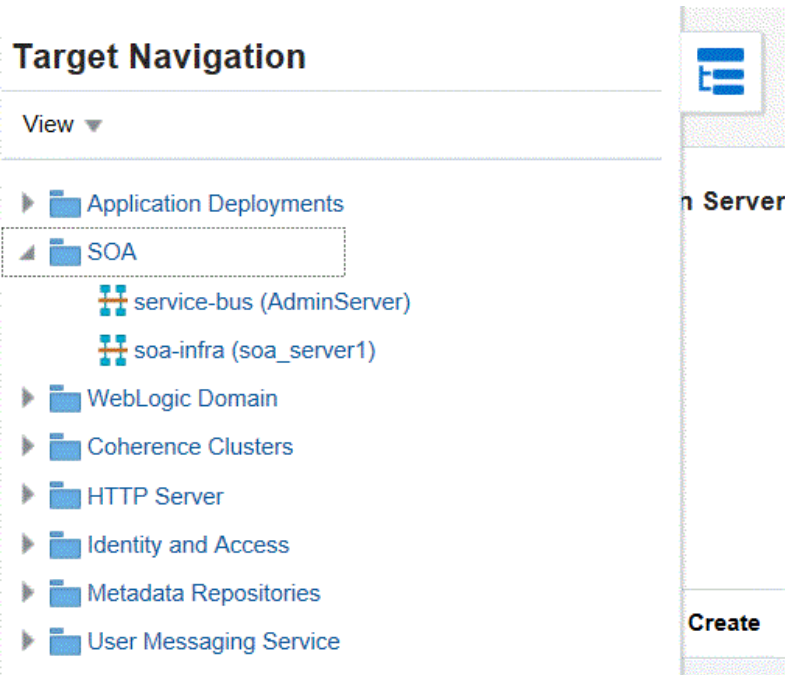 Target Navigation
View
Application Deployments
n Server
SOA
service-bus (AdminServer)
soa-infra (soa_server1)
WebLogic Domain
Coherence Clusters
HTTP Server
Identity and Access
Metadata Repositories
Create
User Messaging Service